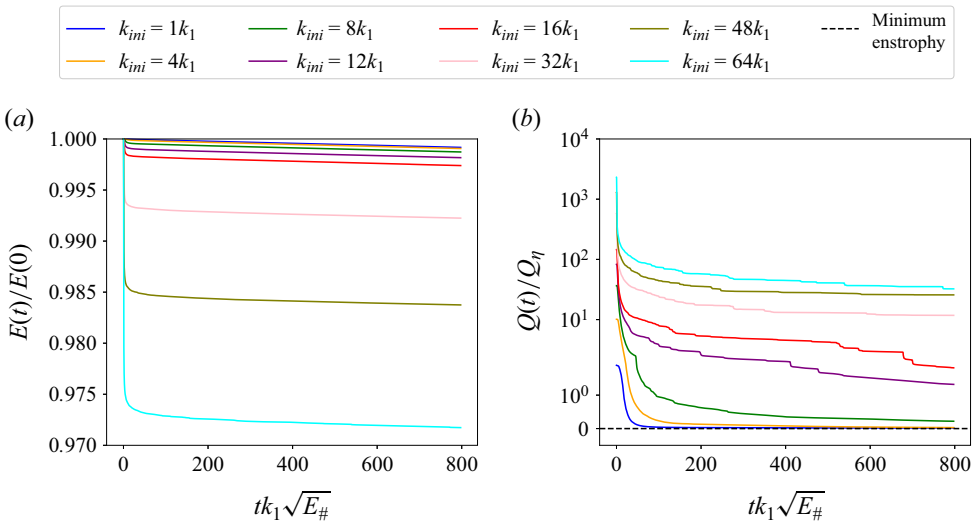 k_ini = 1k_1 k_ini = 8k_1 k_ini = 16k_1 k_ini = 48k_1 Minimum enstrophy
k_ini = 4k_1 k_ini = 12k_1 k_ini = 32k_1 k_ini = 64k_1
(a)
1.000
0.995
0.990
0.985
0.980
0.975
0.970
E(t)/E(0)
0 200 400 600 800
tk_1√E_#
(b)
10^4
10^3
10^2
10^1
10^0
0
Q(t)/Q_η
0 200 400 600 800
tk_1√E_#